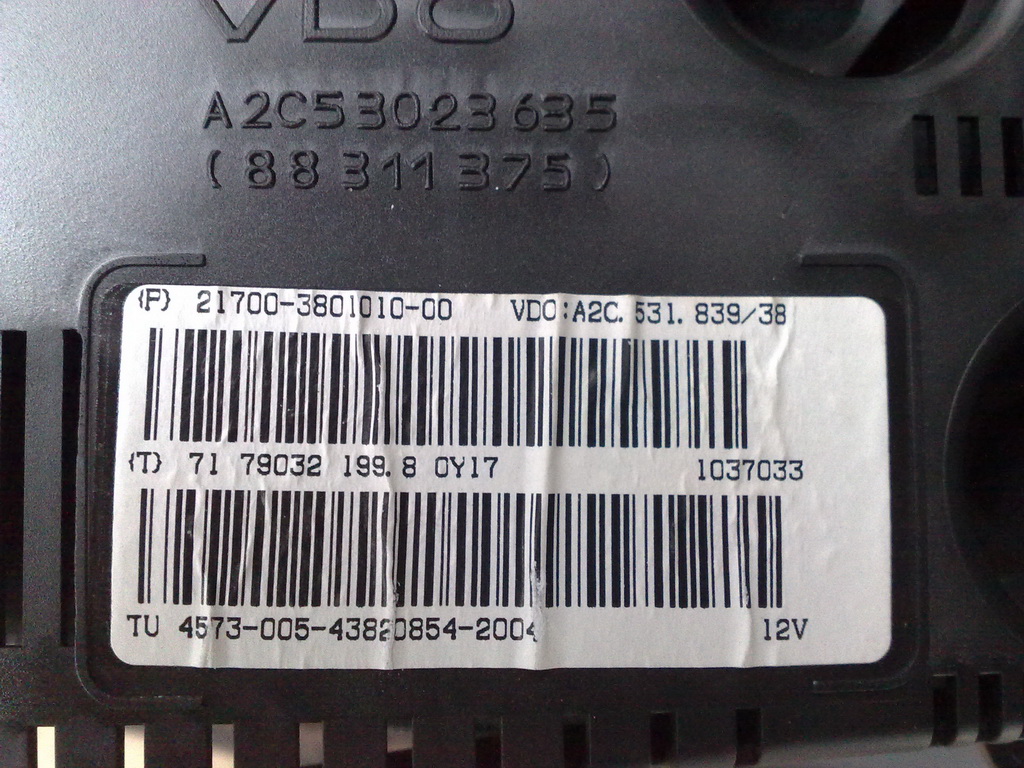 VDO
A2C53023635
(88311375)
{P} 21700-3801010-00 VDO:A2C.531.839/38
{T} 71 79032 199.8 0Y17 1037033
TU 4573-005-43820854-2004 12V